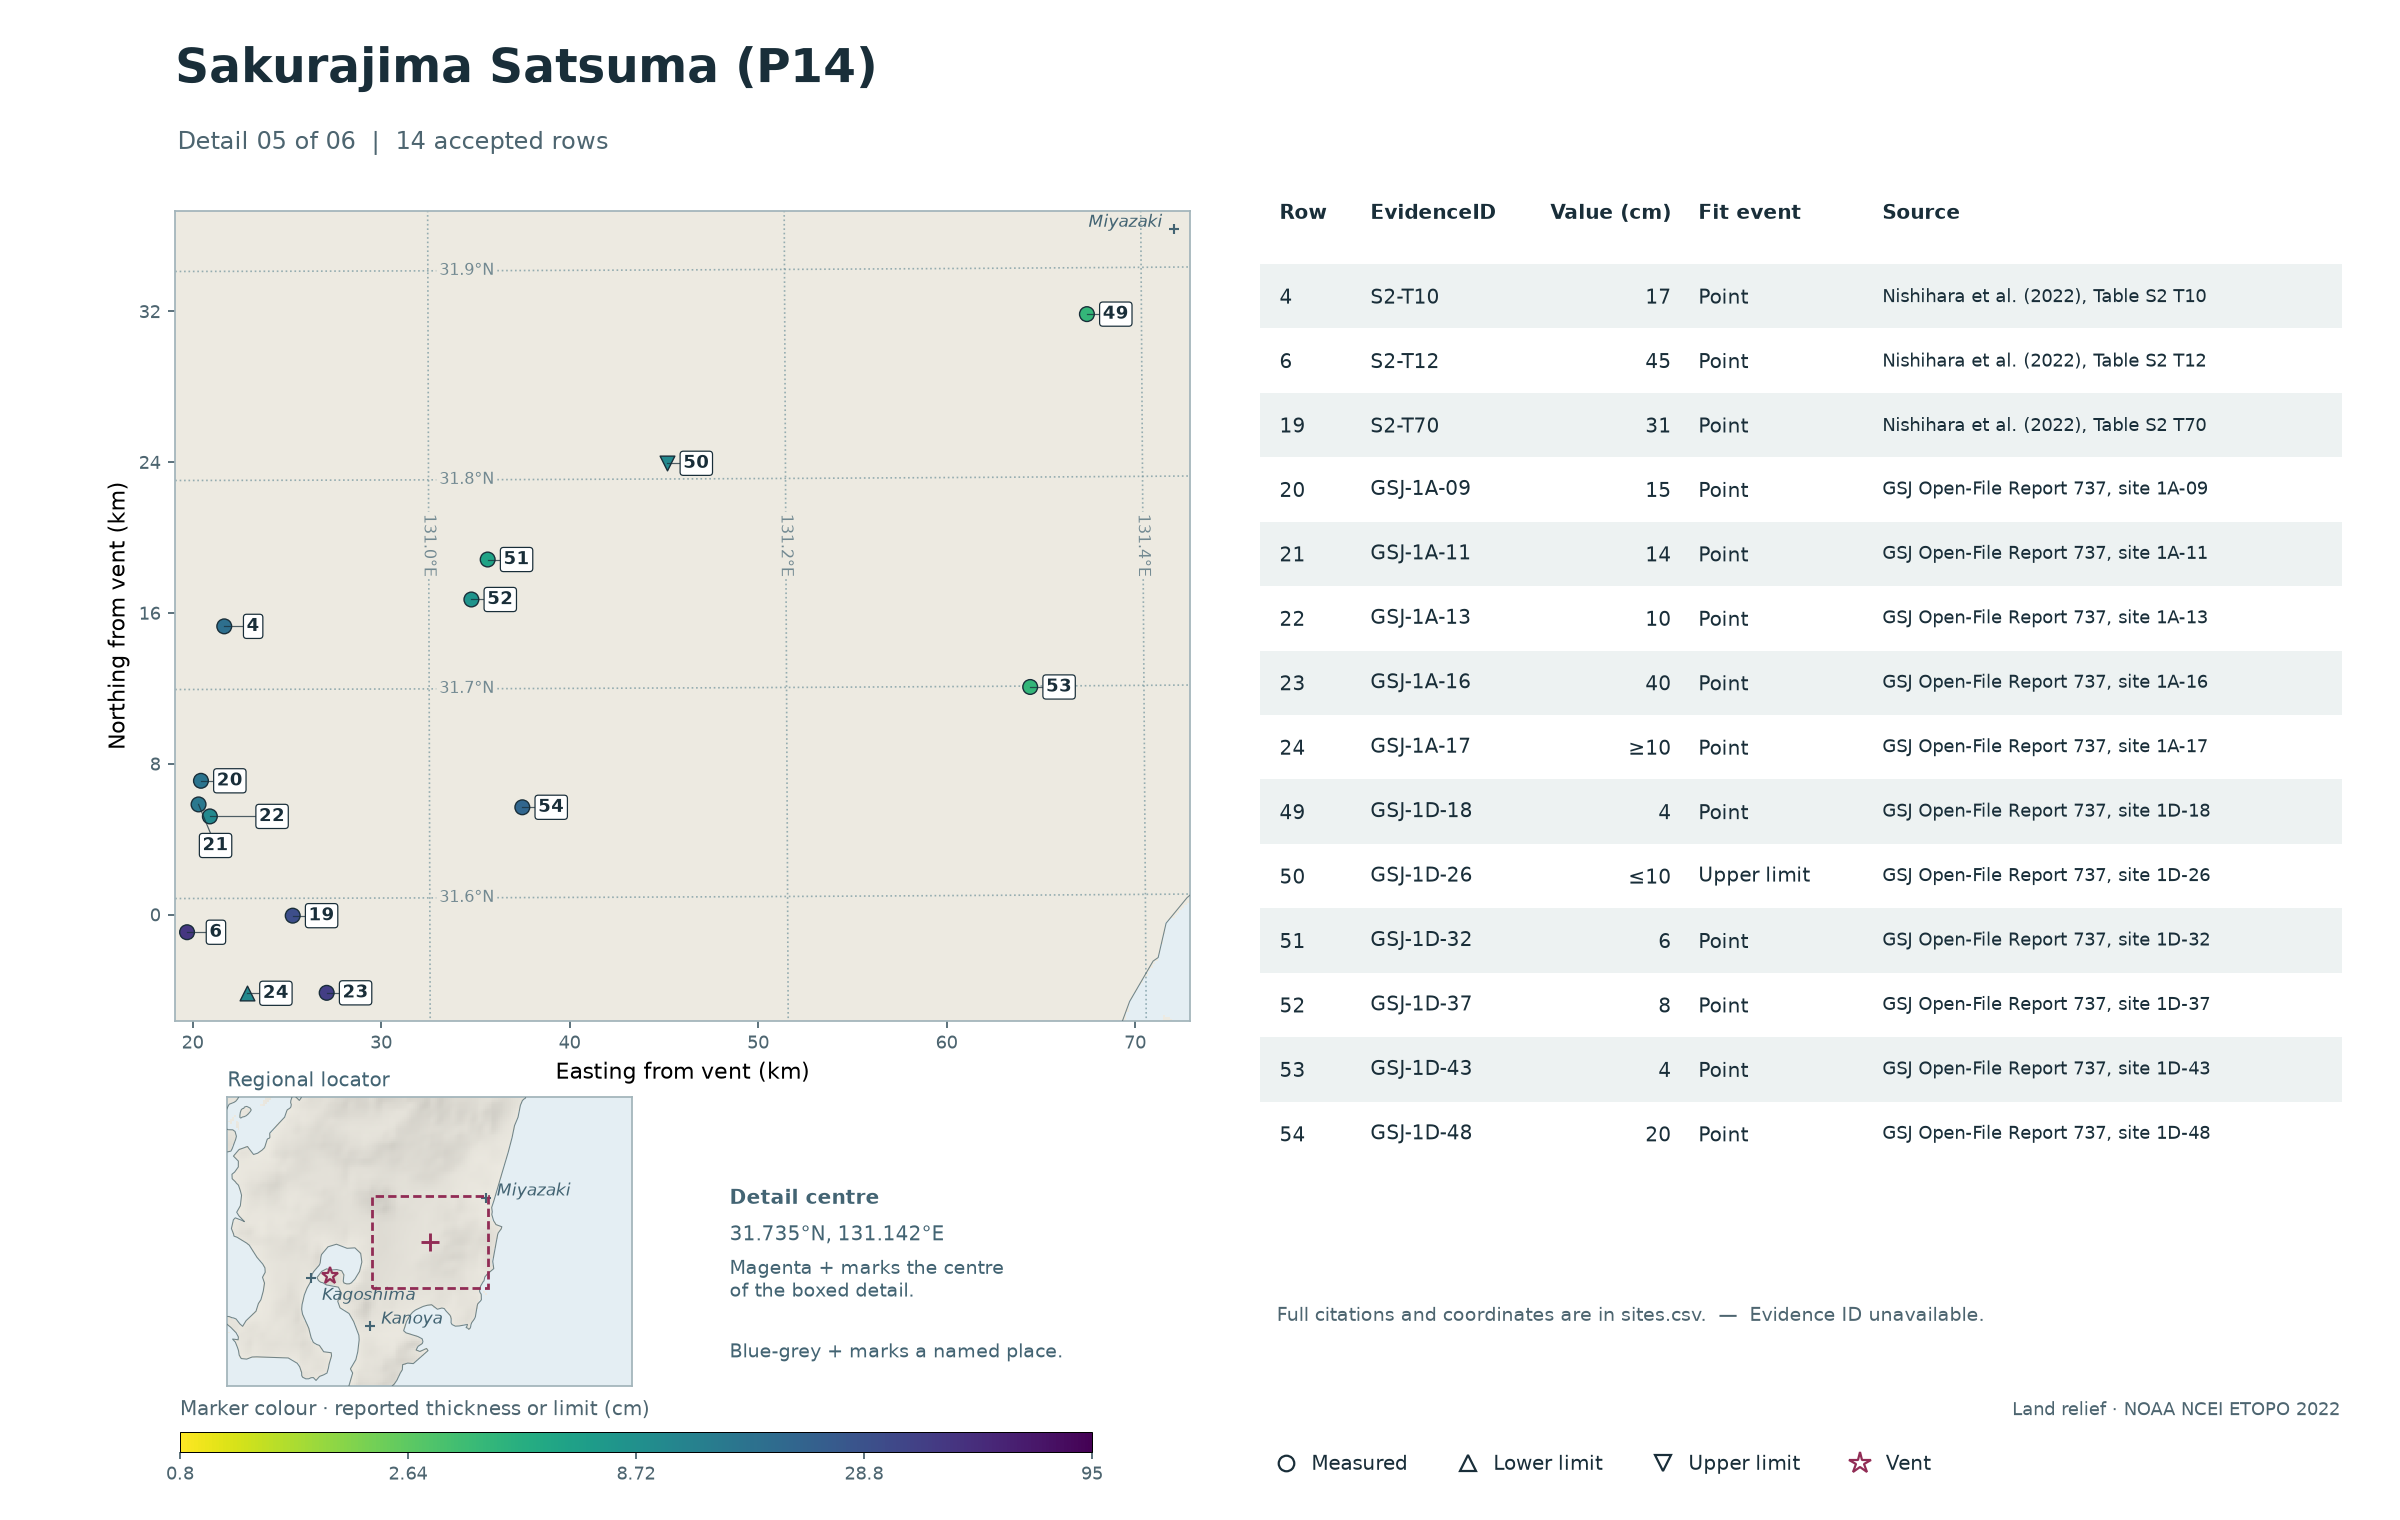 Sakurajima Satsuma (P14)
Detail 05 of 06 | 14 accepted rows
Miyazaki
31.9°N
31.8°N
31.7°N
31.6°N
131.0°E
131.2°E
131.4°E
49
50
51
52
4
53
20
22
21
54
19
6
24
23
32
24
16
8
0
Northing from vent (km)
20 30 40 50 60 70
Easting from vent (km)
Regional locator
Miyazaki
Kagoshima
Kanoya
Detail centre
31.735°N, 131.142°E
Magenta + marks the centre
of the boxed detail.
Blue-grey + marks a named place.
Marker colour · reported thickness or limit (cm)
0.8 2.64 8.72 28.8 95
Row EvidenceID Value (cm) Fit event Source
4 S2-T10 17 Point Nishihara et al. (2022), Table S2 T10
6 S2-T12 45 Point Nishihara et al. (2022), Table S2 T12
19 S2-T70 31 Point Nishihara et al. (2022), Table S2 T70
20 GSJ-1A-09 15 Point GSJ Open-File Report 737, site 1A-09
21 GSJ-1A-11 14 Point GSJ Open-File Report 737, site 1A-11
22 GSJ-1A-13 10 Point GSJ Open-File Report 737, site 1A-13
23 GSJ-1A-16 40 Point GSJ Open-File Report 737, site 1A-16
24 GSJ-1A-17 ≥10 Point GSJ Open-File Report 737, site 1A-17
49 GSJ-1D-18 4 Point GSJ Open-File Report 737, site 1D-18
50 GSJ-1D-26 ≤10 Upper limit GSJ Open-File Report 737, site 1D-26
51 GSJ-1D-32 6 Point GSJ Open-File Report 737, site 1D-32
52 GSJ-1D-37 8 Point GSJ Open-File Report 737, site 1D-37
53 GSJ-1D-43 4 Point GSJ Open-File Report 737, site 1D-43
54 GSJ-1D-48 20 Point GSJ Open-File Report 737, site 1D-48
Full citations and coordinates are in sites.csv. — Evidence ID unavailable.
Land relief · NOAA NCEI ETOPO 2022
Measured Lower limit Upper limit Vent